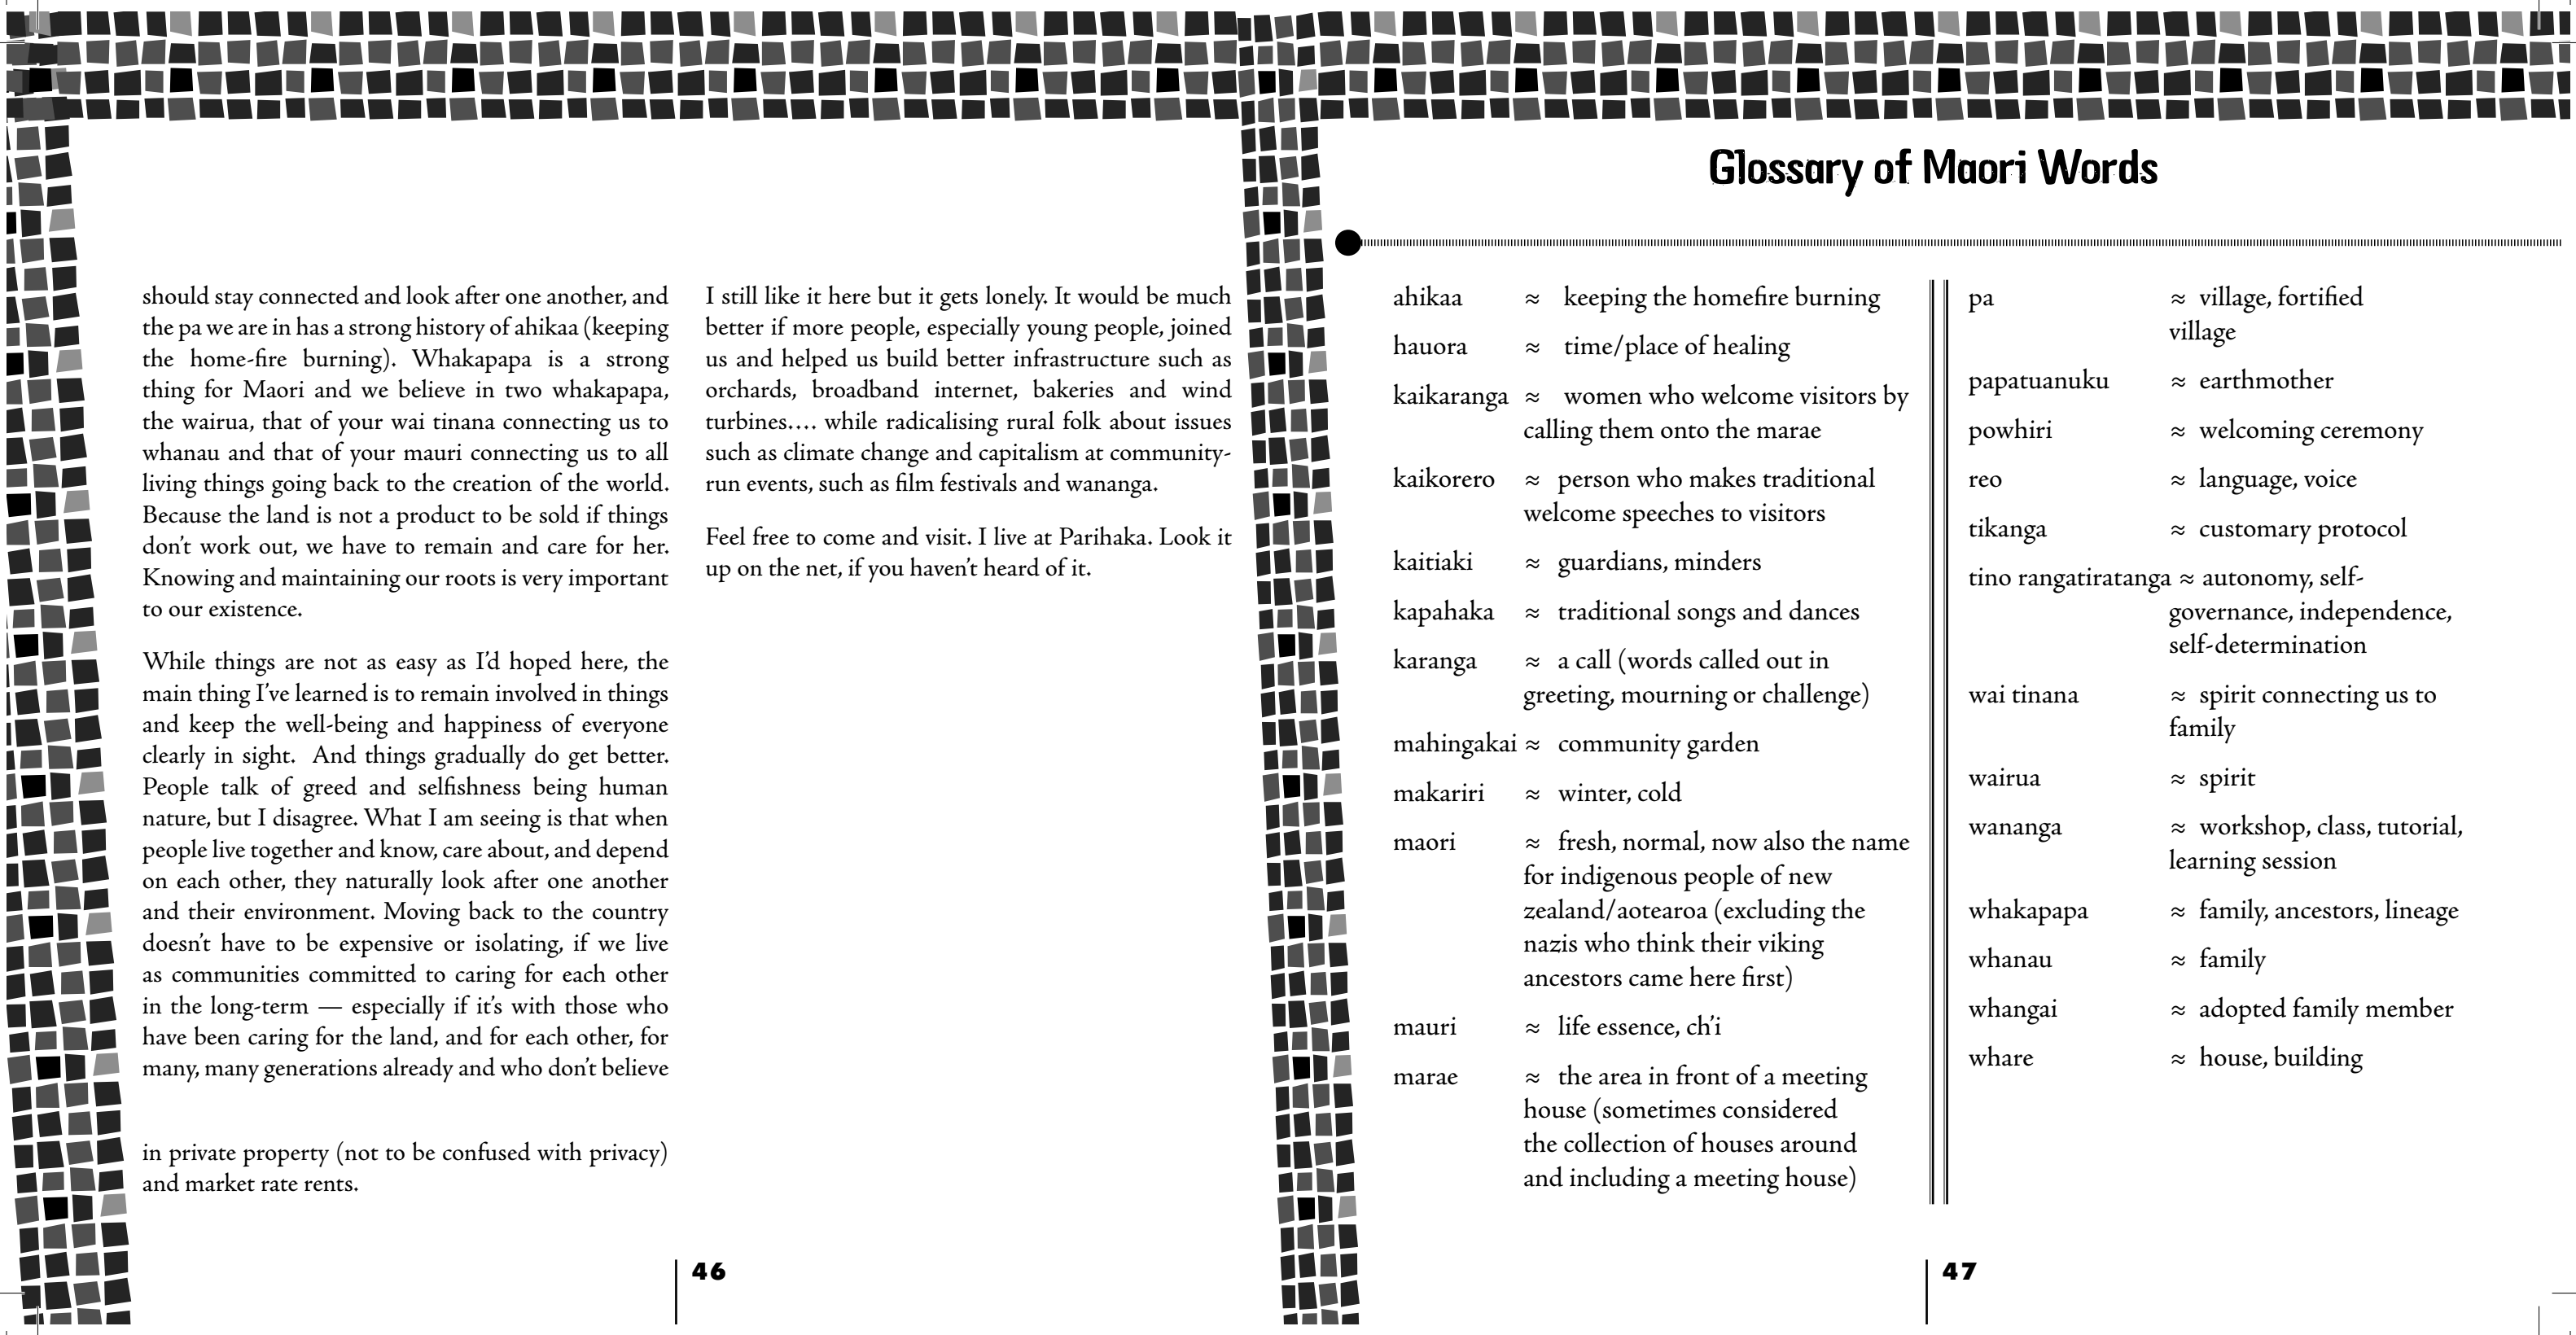 should stay connected and look after one another, and
the pa we are in has a strong history of ahikaa (keeping
the home-fire burning). Whakapapa is a strong
thing for Maori and we believe in two whakapapa,
the wairua, that of your wai tinana connecting us to
whanau and that of your mauri connecting us to all
living things going back to the creation of the world.
Because the land is not a product to be sold if things
don't work out, we have to remain and care for her.
Knowing and maintaining our roots is very important
to our existence.
While things are not as easy as I'd hoped here, the
main thing I've learned is to remain involved in things
and keep the well-being and happiness of everyone
clearly in sight. And things gradually do get better.
People talk of greed and selfishness being human
nature, but I disagree. What I am seeing is that when
people live together and know, care about, and depend
on each other, they naturally look after one another
and their environment. Moving back to the country
doesn't have to be expensive or isolating, if we live
as communities committed to caring for each other
in the long-term — especially if it's with those who
have been caring for the land, and for each other, for
many, many generations already and who don't believe
in private property (not to be confused with privacy)
and market rate rents.
I still like it here but it gets lonely. It would be much
better if more people, especially young people, joined
us and helped us build better infrastructure such as
orchards, broadband internet, bakeries and wind
turbines.... while radicalising rural folk about issues
such as climate change and capitalism at community-
run events, such as film festivals and wananga.
Feel free to come and visit. I live at Parihaka. Look it
up on the net, if you haven't heard of it.
46
Glossary of Maori Words
ahikaa ≈ keeping the homefire burning
hauora ≈ time/place of healing
kaikaranga ≈ women who welcome visitors by
calling them onto the marae
kaikorero ≈ person who makes traditional
welcome speeches to visitors
kaitiaki ≈ guardians, minders
kapahaka ≈ traditional songs and dances
karanga ≈ a call (words called out in
greeting, mourning or challenge)
mahingakai ≈ community garden
makariri ≈ winter, cold
maori ≈ fresh, normal, now also the name
for indigenous people of new
zealand/aotearoa (excluding the
nazis who think their viking
ancestors came here first)
mauri ≈ life essence, ch'i
marae ≈ the area in front of a meeting
house (sometimes considered
the collection of houses around
and including a meeting house)
pa ≈ village, fortified
village
papatuanuku ≈ earthmother
powhiri ≈ welcoming ceremony
reo ≈ language, voice
tikanga ≈ customary protocol
tino rangatiratanga ≈ autonomy, self-
governance, independence,
self-determination
wai tinana ≈ spirit connecting us to
family
wairua ≈ spirit
wananga ≈ workshop, class, tutorial,
learning session
whakapapa ≈ family, ancestors, lineage
whanau ≈ family
whangai ≈ adopted family member
whare ≈ house, building
47